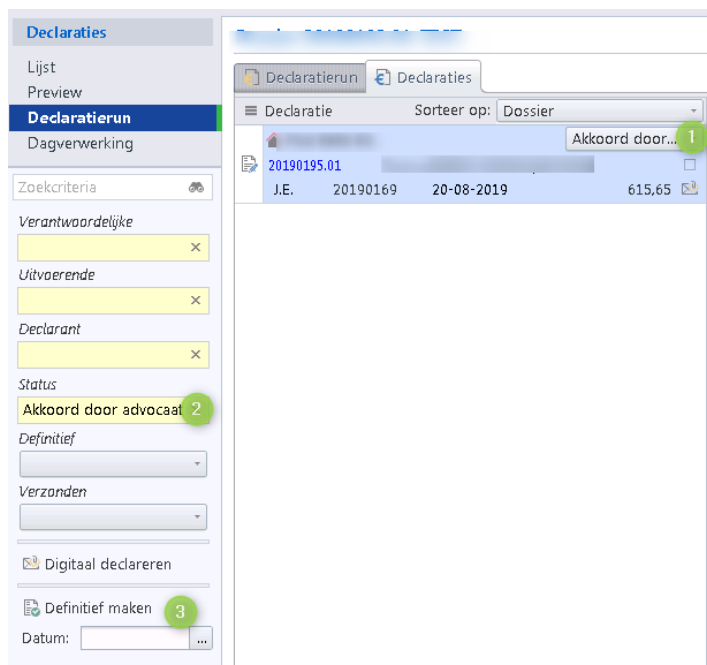 Declaraties
Lijst
Preview
Declaratierun
Dagverwerking
Zoekcriteria
Verantwoordelijke
Uitvoerende
Declarant
Status
Akkoord door advocaat 2
Definitief
Verzonden
Digitaal declareren
Definitief maken 3
Datum: ...
Declaratierun Declaraties
Declaratie Sorteer op: Dossier
Akkoord door... 1
20190195.01
J.E. 20190169 20-08-2019 615,65